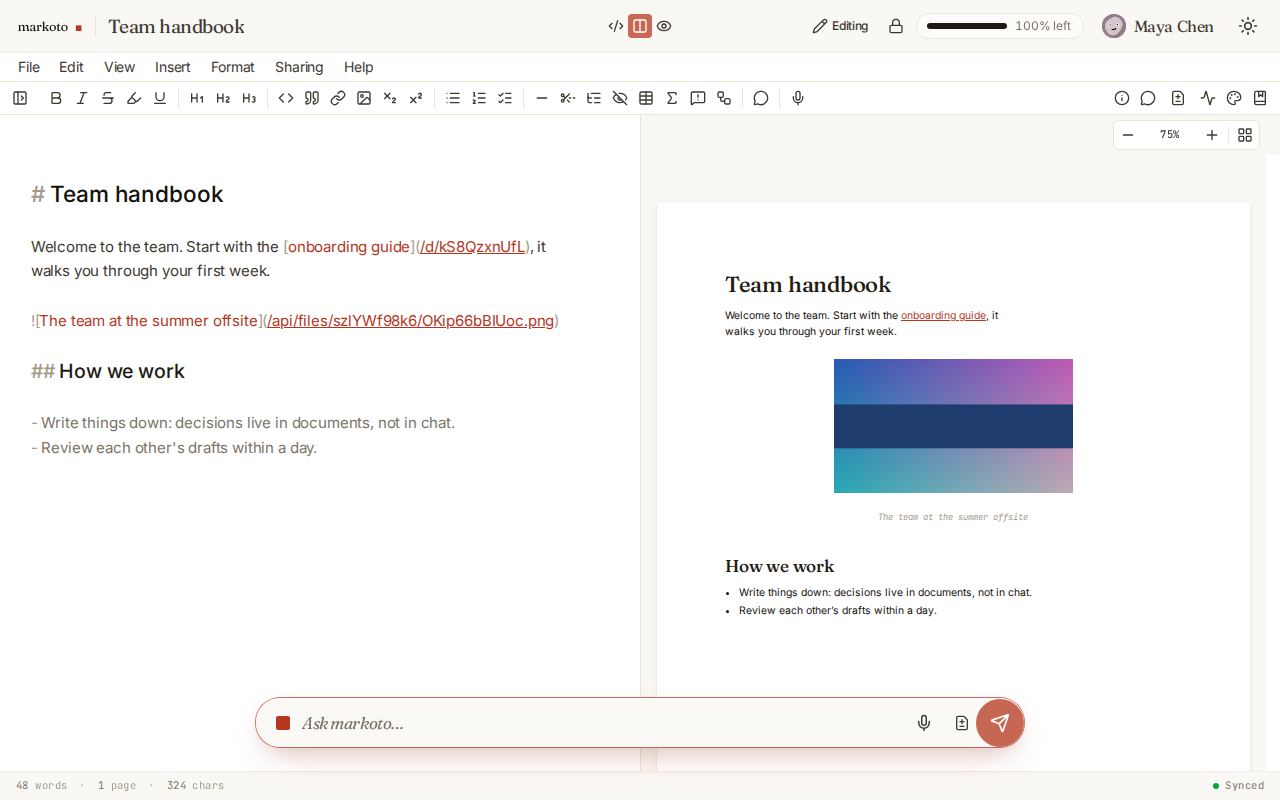 markoto
Team handbook
Editing
100% left
Maya Chen
File Edit View Insert Format Sharing Help
B I S U H1 H2 H3 x2 x²
75%
# Team handbook
Welcome to the team. Start with the [onboarding guide](/d/kS8QzxnUfL), it
walks you through your first week.
![The team at the summer offsite](/api/files/szlYWf98k6/OKip66bBIUoc.png)
## How we work
- Write things down: decisions live in documents, not in chat.
- Review each other's drafts within a day.
Team handbook
Welcome to the team. Start with the onboarding guide, it
walks you through your first week.
The team at the summer offsite
How we work
• Write things down: decisions live in documents, not in chat.
• Review each other's drafts within a day.
Ask markoto...
48 words · 1 page · 324 chars
Synced